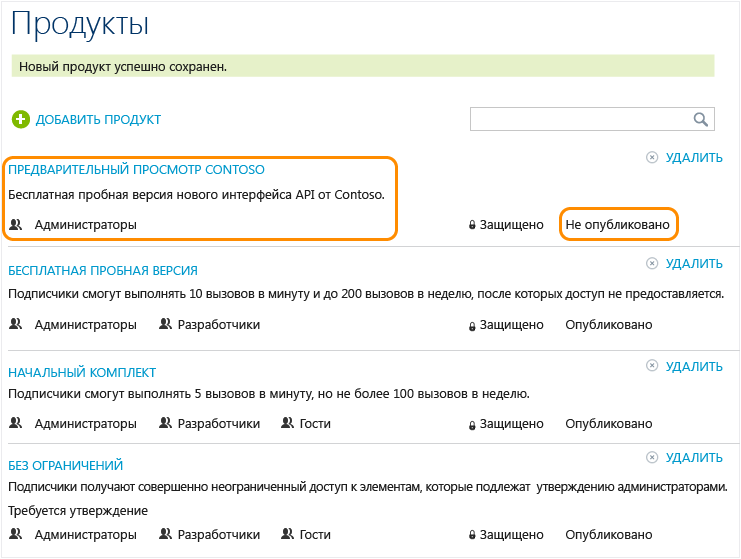 Продукты
Новый продукт успешно сохранен.
ДОБАВИТЬ ПРОДУКТ
УДАЛИТЬ
ПРЕДВАРИТЕЛЬНЫЙ ПРОСМОТР CONTOSO
Бесплатная пробная версия нового интерфейса API от Contoso.
Администраторы Защищено Не опубликовано
УДАЛИТЬ
БЕСПЛАТНАЯ ПРОБНАЯ ВЕРСИЯ
Подписчики смогут выполнять 10 вызовов в минуту и до 200 вызовов в неделю, после которых доступ не предоставляется.
Администраторы Разработчики Защищено Опубликовано
УДАЛИТЬ
НАЧАЛЬНЫЙ КОМПЛЕКТ
Подписчики смогут выполнять 5 вызовов в минуту, но не более 100 вызовов в неделю.
Администраторы Разработчики Гости Защищено Опубликовано
УДАЛИТЬ
БЕЗ ОГРАНИЧЕНИЙ
Подписчики получают совершенно неограниченный доступ к элементам, которые подлежат утверждению администраторами.
Требуется утверждение
Администраторы Разработчики Гости Защищено Опубликовано